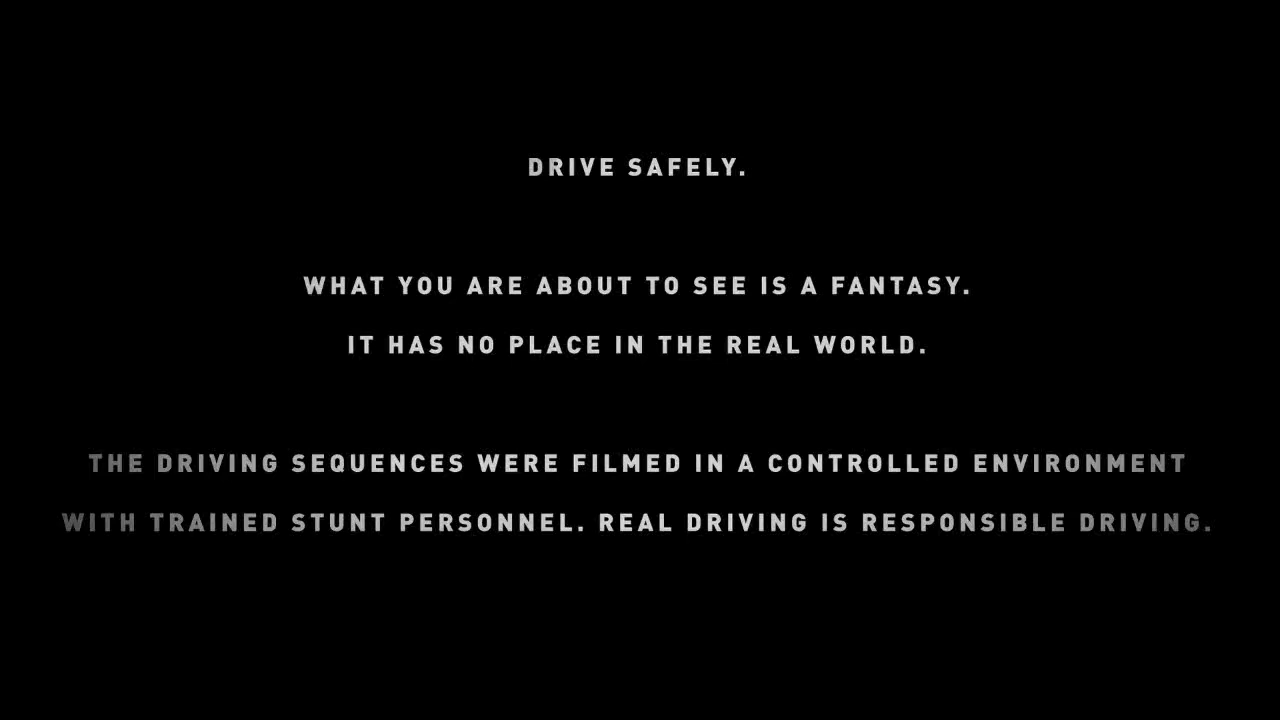 DRIVE SAFELY.
WHAT YOU ARE ABOUT TO SEE IS A FANTASY.
IT HAS NO PLACE IN THE REAL WORLD.
THE DRIVING SEQUENCES WERE FILMED IN A CONTROLLED ENVIRONMENT
WITH TRAINED STUNT PERSONNEL. REAL DRIVING IS RESPONSIBLE DRIVING.